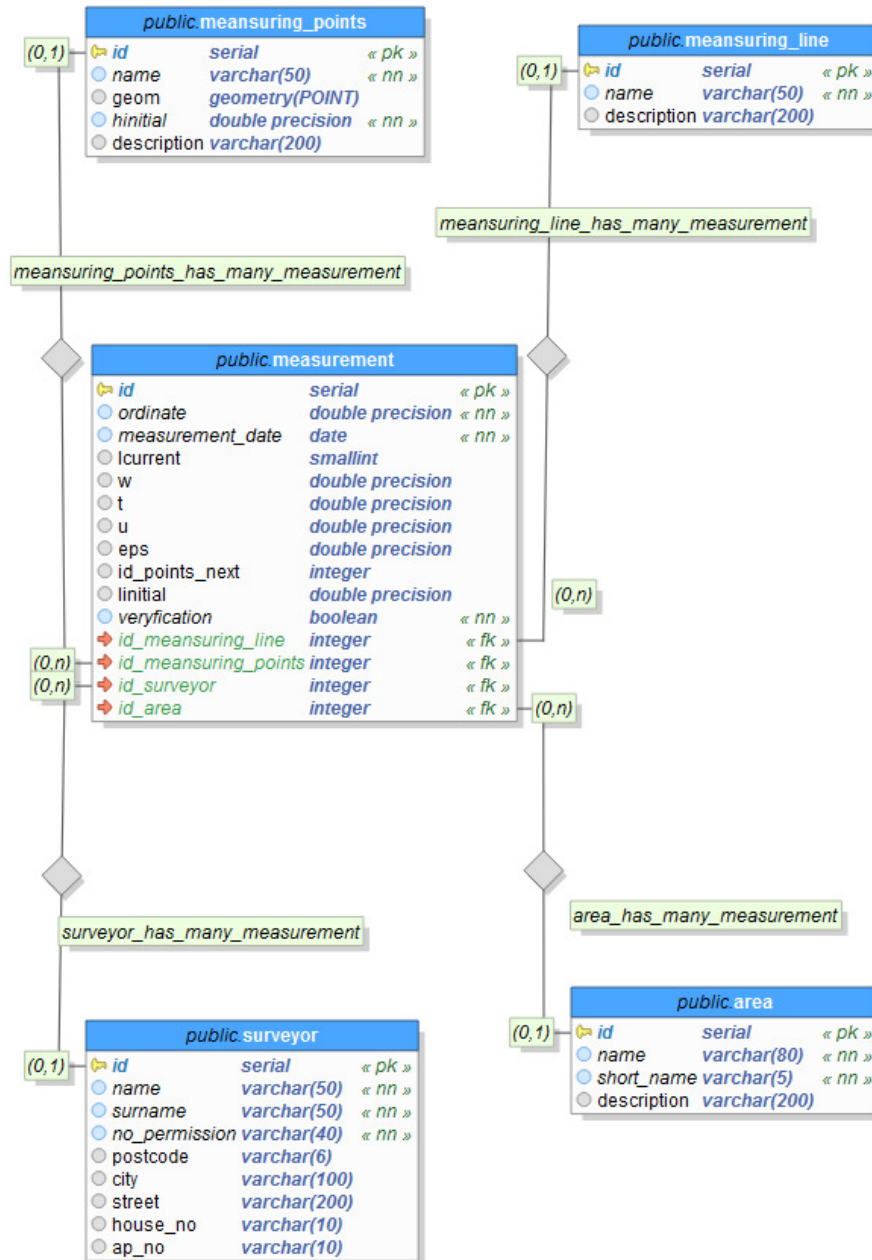 public.meansuring_points
id serial « pk »
name varchar(50) « nn »
geom geometry(POINT)
hinitial double precision « nn »
description varchar(200)
(0,1)
public.meansuring_line
id serial « pk »
name varchar(50) « nn »
description varchar(200)
(0,1)
meansuring_line_has_many_measurement
meansuring_points_has_many_measurement
public.measurement
id serial « pk »
ordinate double precision « nn »
measurement_date date « nn »
lcurrent smallint
w double precision
t double precision
u double precision
eps double precision
id_points_next integer
linitial double precision
veryfication boolean « nn »
id_meansuring_line integer « fk »
id_meansuring_points integer « fk »
id_surveyor integer « fk »
id_area integer « fk »
(0,n)
(0,n)
(0,n)
(0,n)
surveyor_has_many_measurement
area_has_many_measurement
public.surveyor
id serial « pk »
name varchar(50) « nn »
surname varchar(50) « nn »
no_permission varchar(40) « nn »
postcode varchar(6)
city varchar(100)
street varchar(200)
house_no varchar(10)
ap_no varchar(10)
(0,1)
public.area
id serial « pk »
name varchar(80) « nn »
short_name varchar(5) « nn »
description varchar(200)
(0,1)